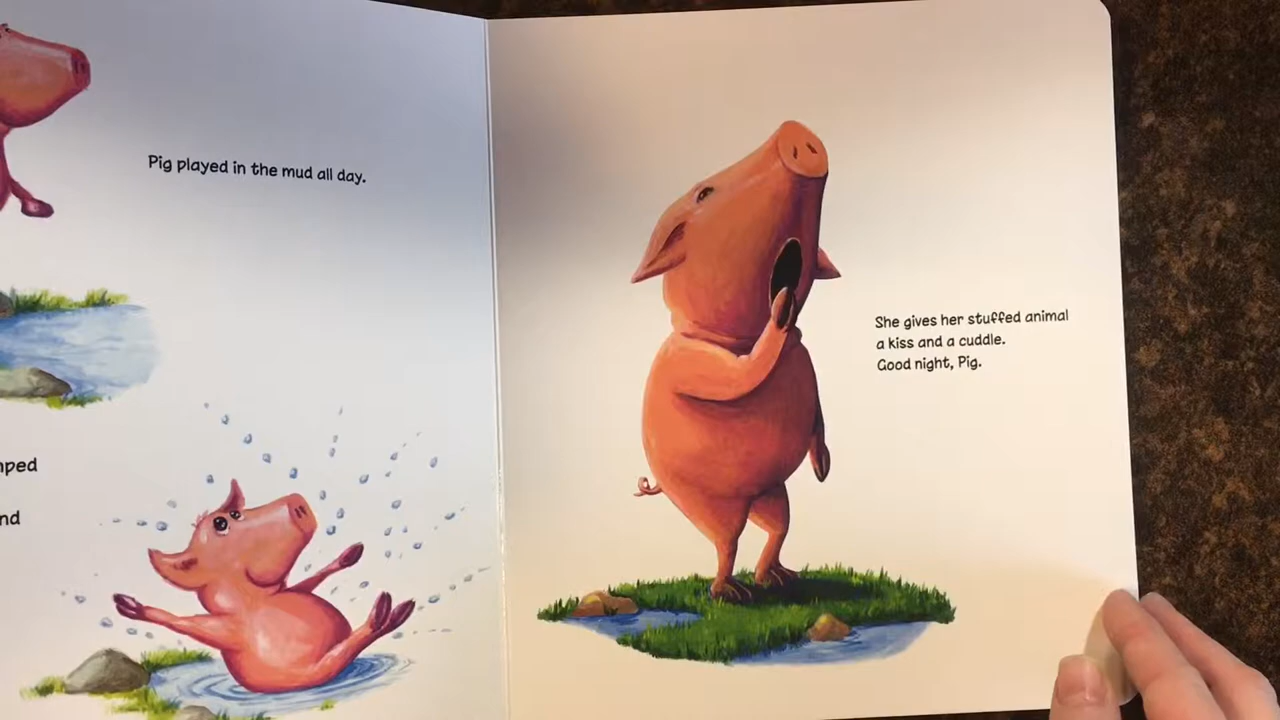 Pig played in the mud all day.
nd
She gives her stuffed animal
a kiss and a cuddle.
Good night, Pig.